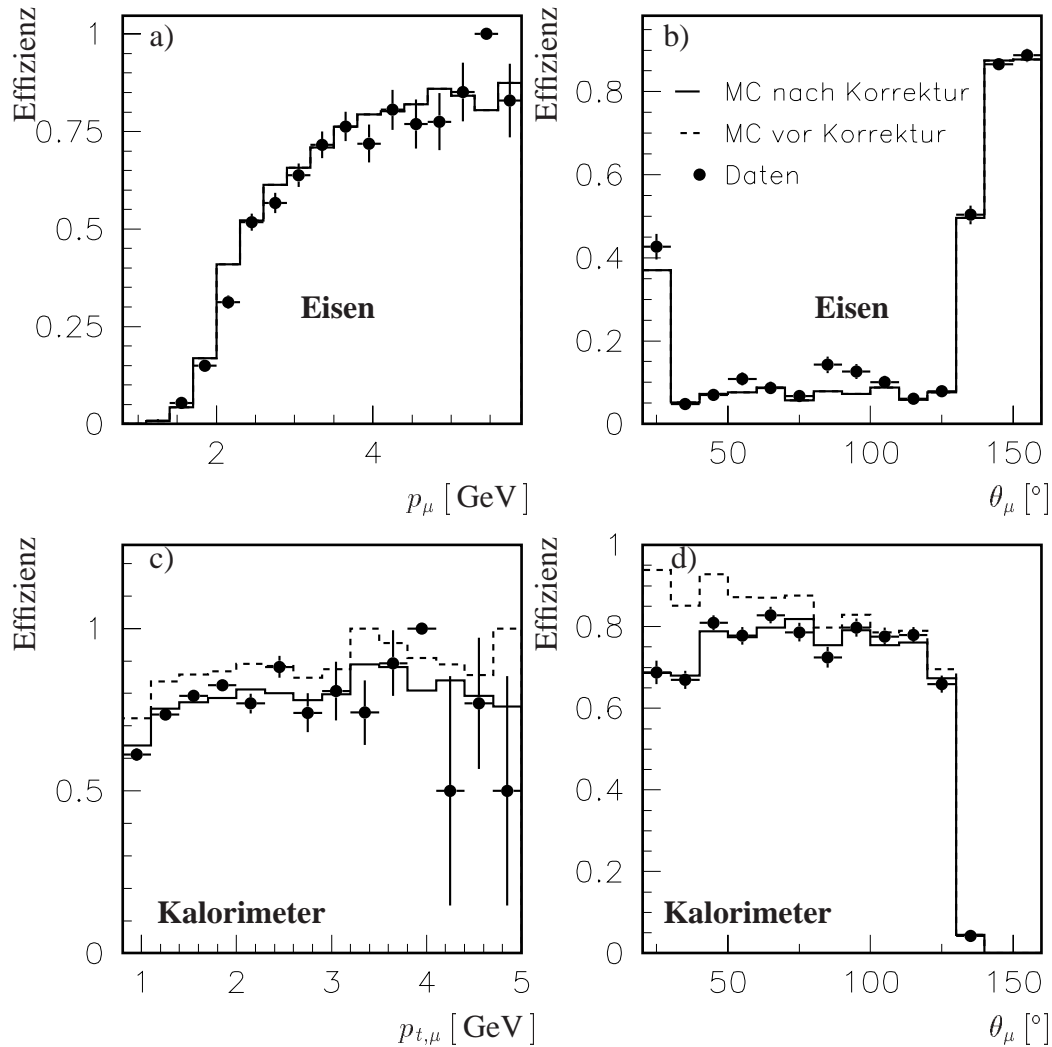 Effizienz
a)
1
0.75
0.5
0.25
0
Eisen
2
4
p_μ [ GeV]
Effizienz
b)
MC nach Korrektur
MC vor Korrektur
Daten
0.8
0.6
0.4
0.2
0
Eisen
50
100
150
θ_μ [°]
Effizienz
c)
1
0.5
0
Kalorimeter
1
2
3
4
5
p_{t,μ} [ GeV]
Effizienz
d)
1
0.8
0.6
0.4
0.2
0
Kalorimeter
50
100
150
θ_μ [°]